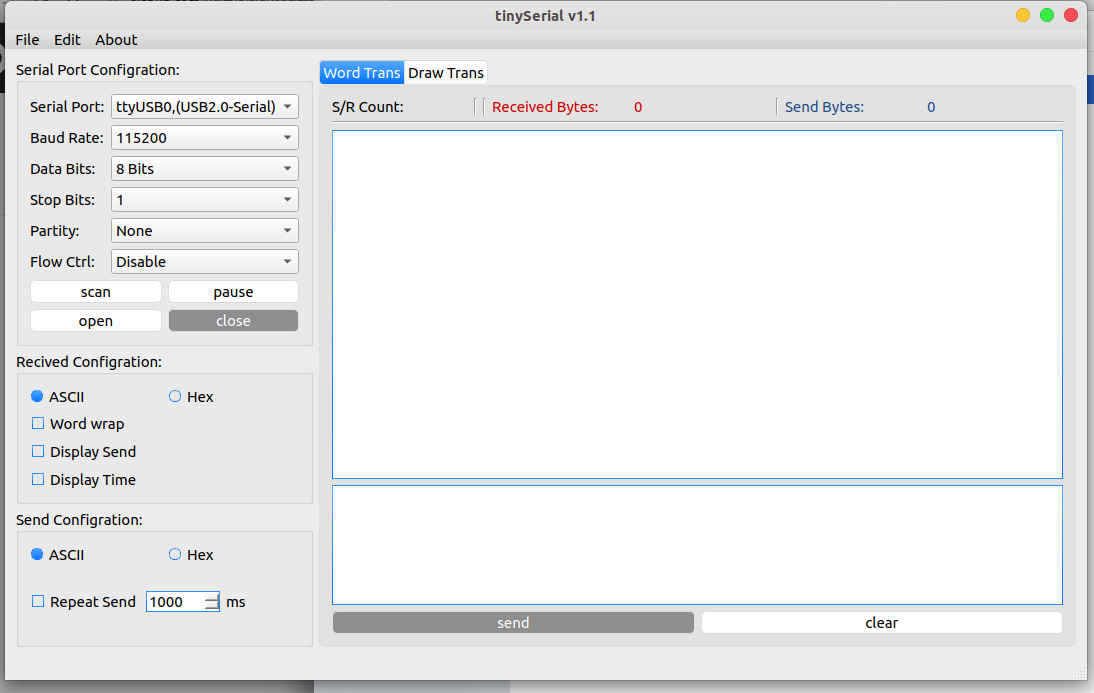 tinySerial v1.1
File Edit About
Serial Port Configration:
Serial Port: ttyUSB0,(USB2.0-Serial)
Baud Rate: 115200
Data Bits: 8 Bits
Stop Bits: 1
Partity: None
Flow Ctrl: Disable
scan pause
open close
Recived Configration:
ASCII Hex
Word wrap
Display Send
Display Time
Send Configration:
ASCII Hex
Repeat Send 1000 ms
Word Trans Draw Trans
S/R Count: Received Bytes: 0 Send Bytes: 0
send clear